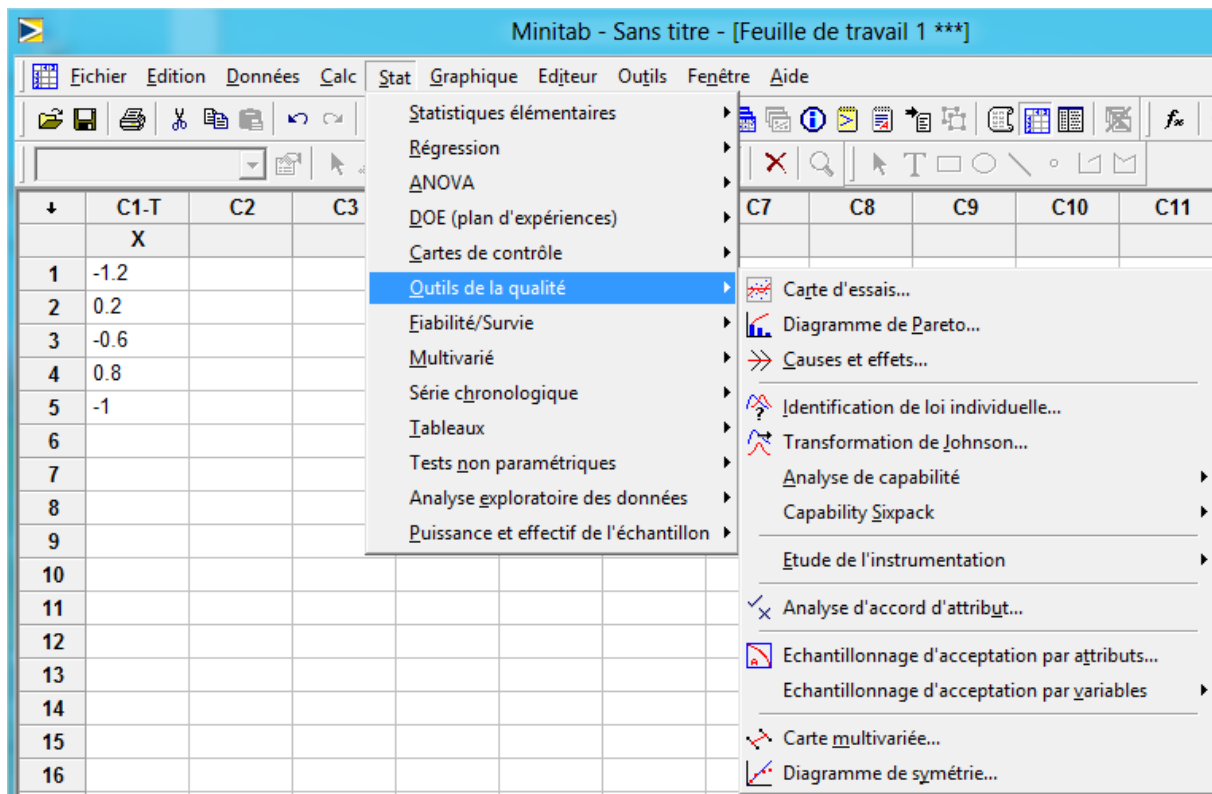 Minitab - Sans titre - [Feuille de travail 1 ***]
Fichier Edition Données Calc Stat Graphique Editeur Outils Fenêtre Aide
C1-T C2 C3 C7 C8 C9 C10 C11
X
1 -1.2
2 0.2
3 -0.6
4 0.8
5 -1
6
7
8
9
10
11
12
13
14
15
16
Statistiques élémentaires
Régression
ANOVA
DOE (plan d'expériences)
Cartes de contrôle
Outils de la qualité
Fiabilité/Survie
Multivarié
Série chronologique
Tableaux
Tests non paramétriques
Analyse exploratoire des données
Puissance et effectif de l'échantillon
Carte d'essais...
Diagramme de Pareto...
Causes et effets...
Identification de loi individuelle...
Transformation de Johnson...
Analyse de capabilité
Capability Sixpack
Etude de l'instrumentation
Analyse d'accord d'attribut...
Echantillonnage d'acceptation par attributs...
Echantillonnage d'acceptation par variables
Carte multivariée...
Diagramme de symétrie...